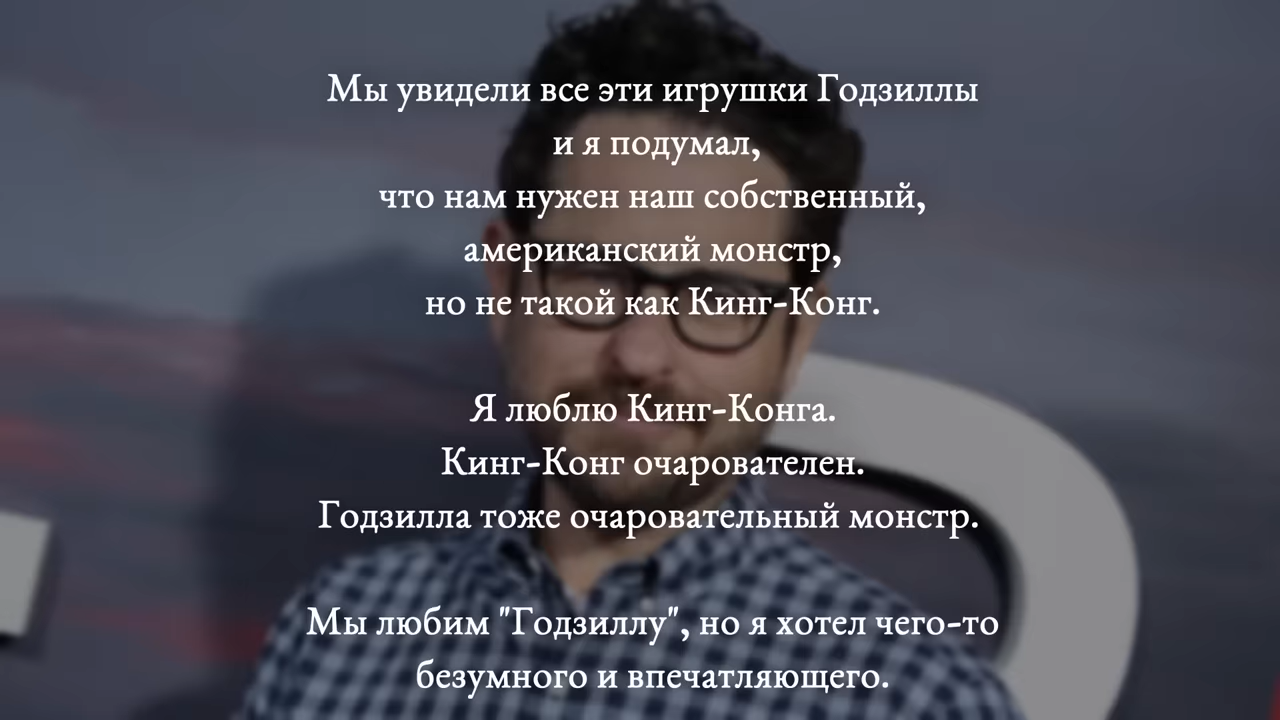 Мы увидели все эти игрушки Годзиллы
и я подумал,
что нам нужен наш собственный,
американский монстр,
но не такой как Кинг-Конг.
Я люблю Кинг-Конга.
Кинг-Конг очарователен.
Годзилла тоже очаровательный монстр.
Мы любим "Годзиллу", но я хотел чего-то
безумного и впечатляющего.